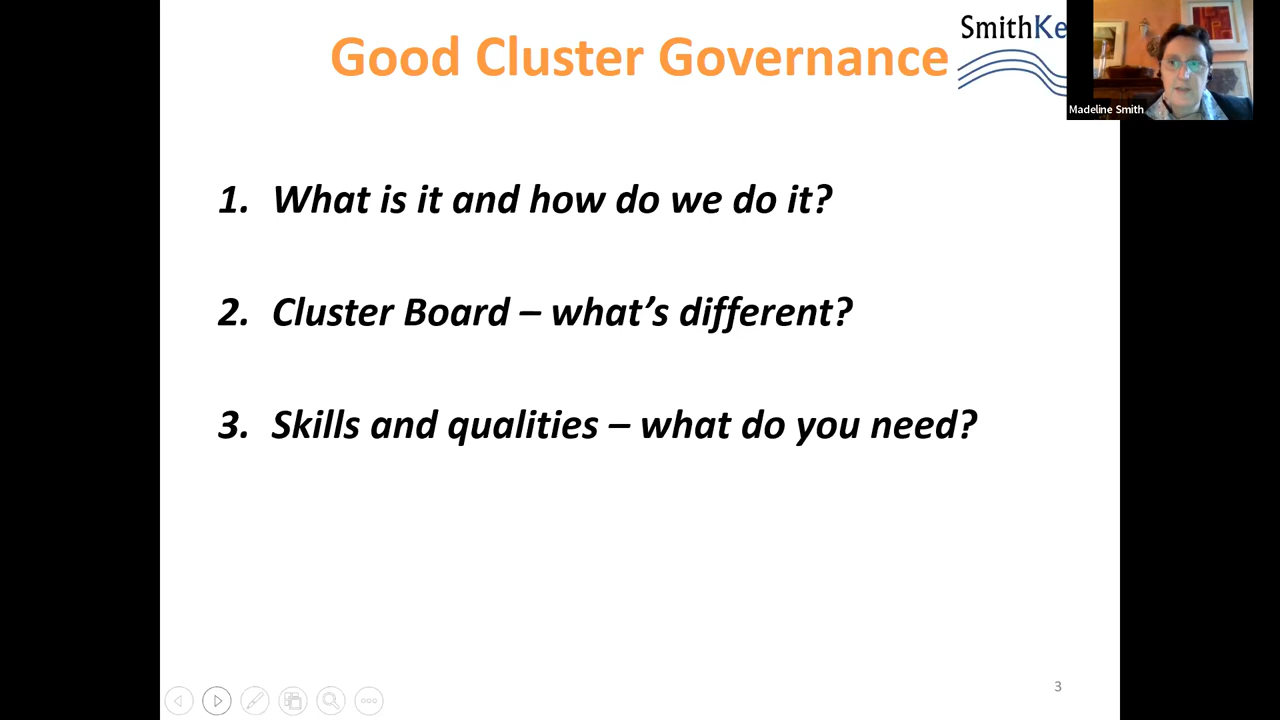 Good Cluster Governance
SmithKe
Madeline Smith
1. What is it and how do we do it?
2. Cluster Board – what's different?
3. Skills and qualities – what do you need?
3